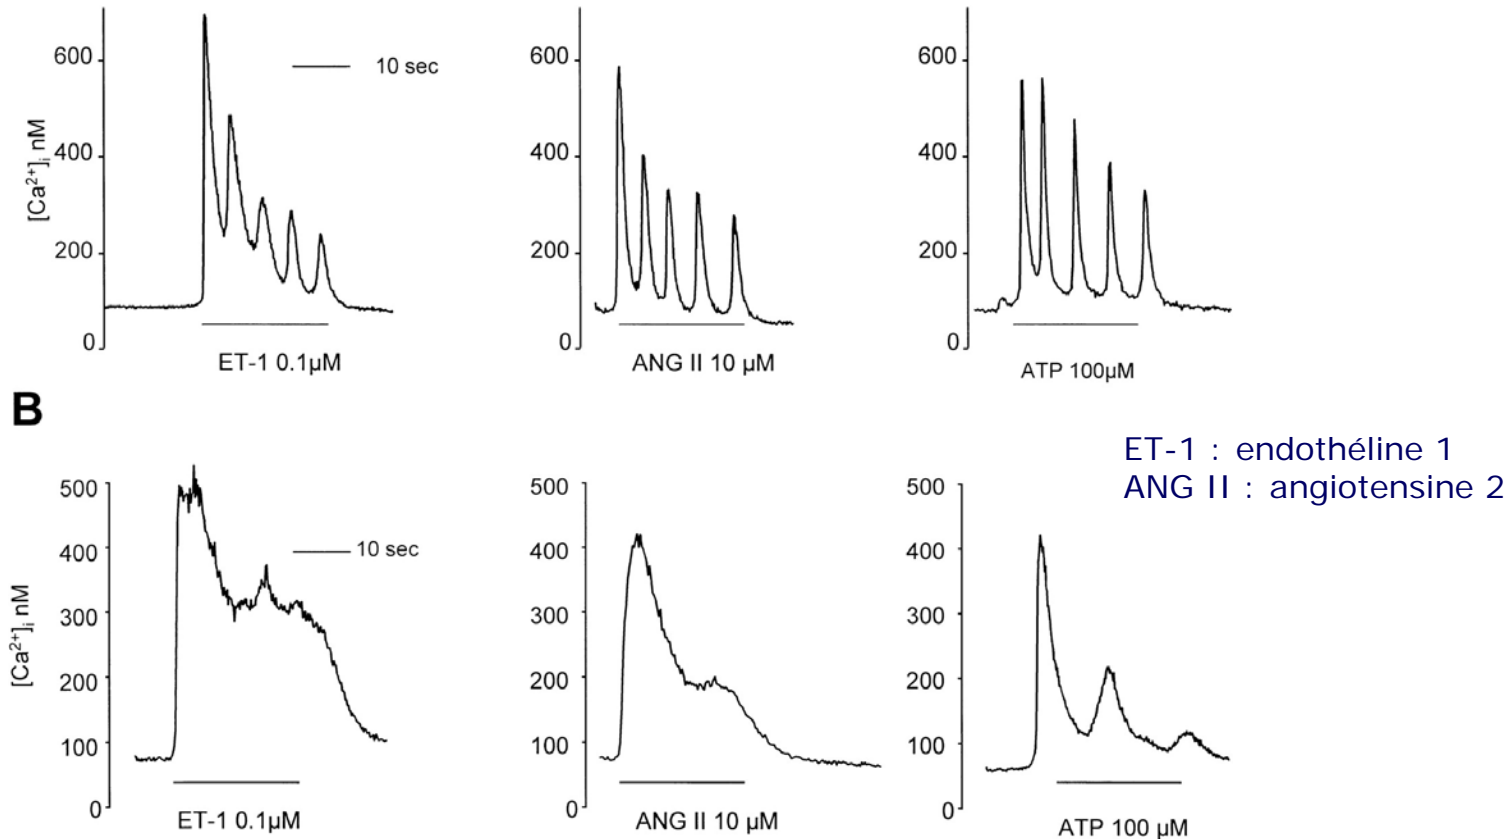 600
400
200
0
[Ca²⁺]ᵢ nM
10 sec
ET-1 0.1µM
600
400
200
0
ANG II 10 µM
600
400
200
0
ATP 100µM
B
ET-1 : endothéline 1
ANG II : angiotensine 2
500
400
300
200
100
0
[Ca²⁺]ᵢ nM
10 sec
ET-1 0.1µM
500
400
300
200
100
0
ANG II 10 µM
500
400
300
200
100
0
ATP 100 µM